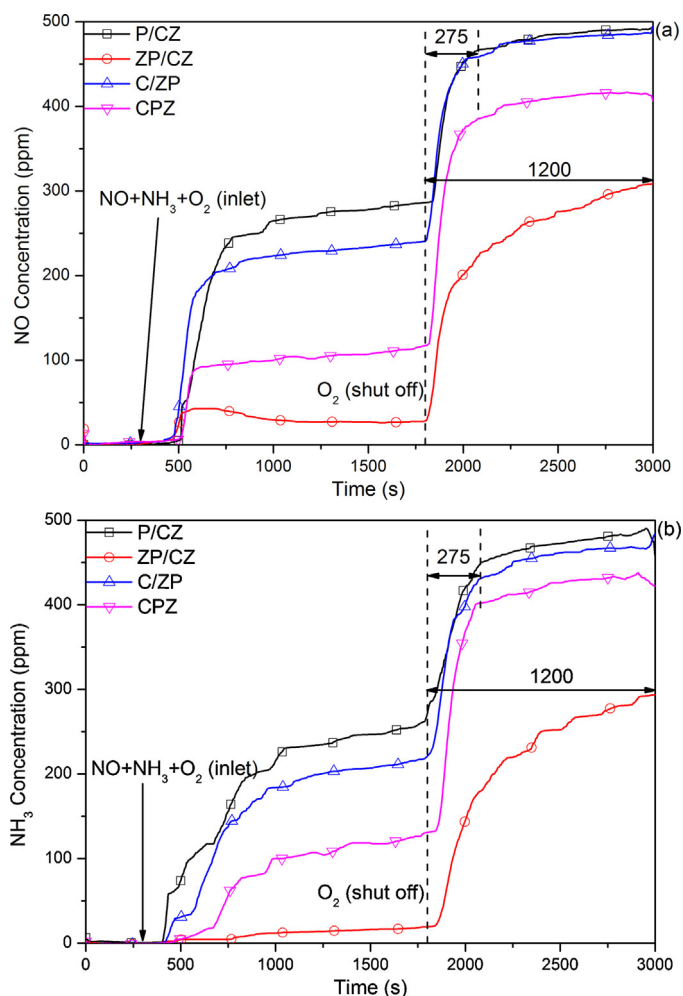 500
(a)
P/CZ
275
ZP/CZ
400
C/ZP
CPZ
300
1200
NO+NH₃+O₂ (inlet)
NO Concentration (ppm)
200
100
O₂ (shut off)
0
0 500 1000 1500 2000 2500 3000
Time (s)
500
(b)
P/CZ
275
ZP/CZ
400
C/ZP
CPZ
300
1200
NO+NH₃+O₂ (inlet)
NH₃ Concentration (ppm)
200
100
O₂ (shut off)
0
0 500 1000 1500 2000 2500 3000
Time (s)